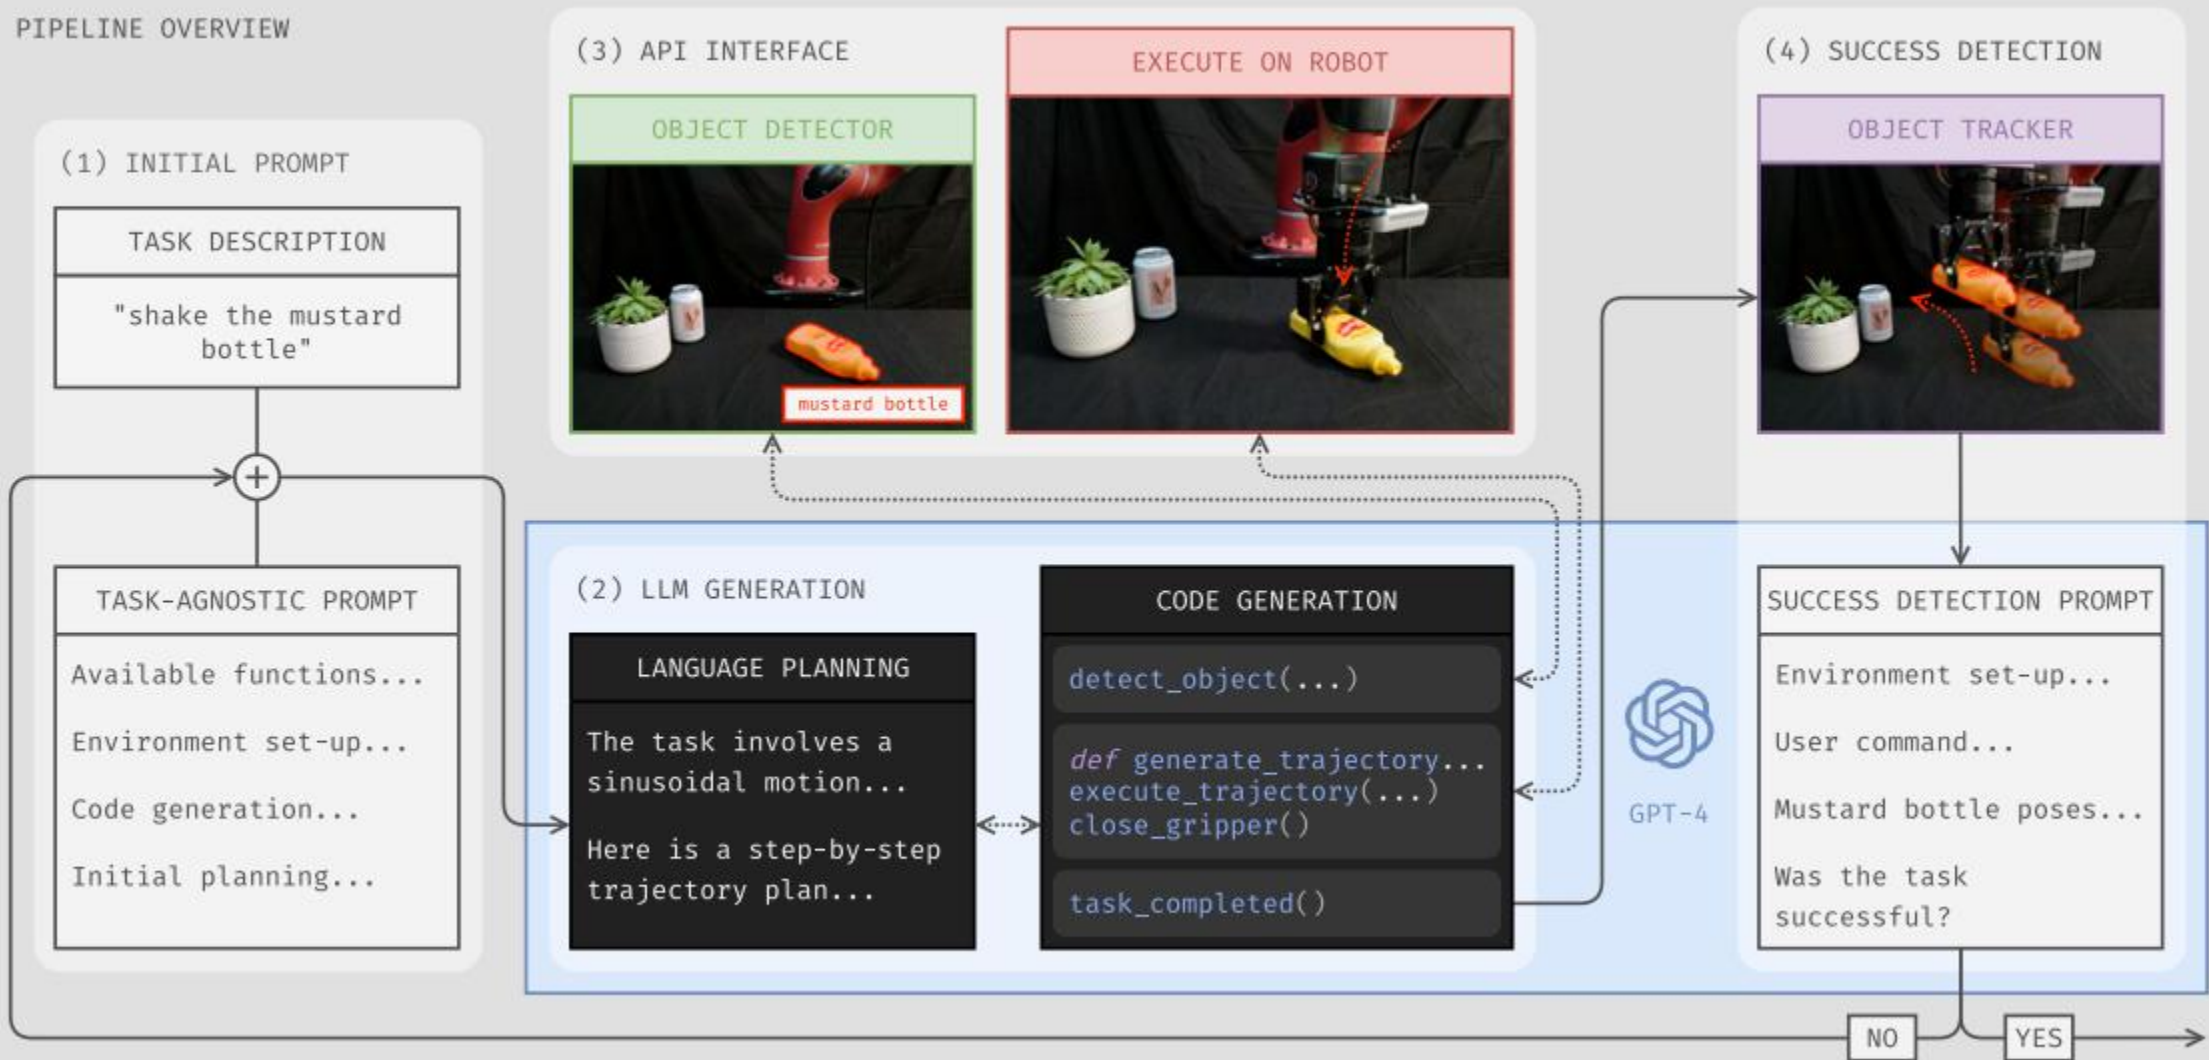 PIPELINE OVERVIEW
(1) INITIAL PROMPT
TASK DESCRIPTION
"shake the mustard
bottle"
+
TASK-AGNOSTIC PROMPT
Available functions...
Environment set-up...
Code generation...
Initial planning...
(3) API INTERFACE
OBJECT DETECTOR
mustard bottle
EXECUTE ON ROBOT
(2) LLM GENERATION
LANGUAGE PLANNING
The task involves a
sinusoidal motion...
Here is a step-by-step
trajectory plan...
CODE GENERATION
detect_object(...)
def generate_trajectory...
execute_trajectory(...)
close_gripper()
task_completed()
GPT-4
(4) SUCCESS DETECTION
OBJECT TRACKER
SUCCESS DETECTION PROMPT
Environment set-up...
User command...
Mustard bottle poses...
Was the task
successful?
NO
YES